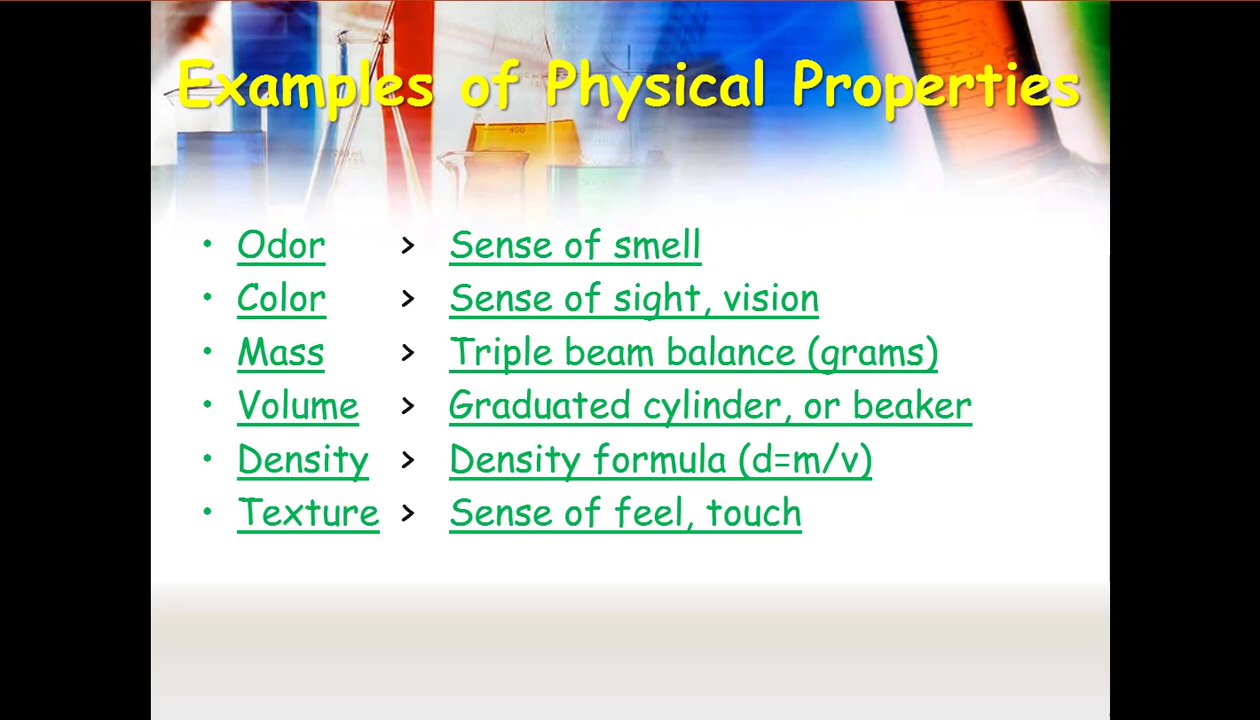 Examples of Physical Properties
• Odor > Sense of smell
• Color > Sense of sight, vision
• Mass > Triple beam balance (grams)
• Volume > Graduated cylinder, or beaker
• Density > Density formula (d=m/v)
• Texture > Sense of feel, touch